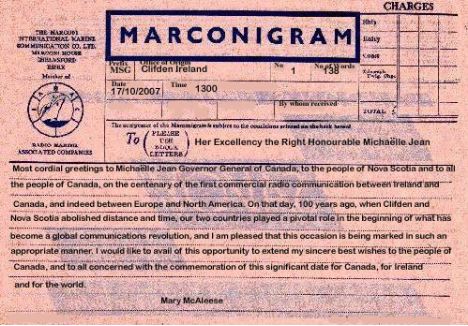 CHARGES
THE MARCONI
INTERNATIONAL MARINE
COMMUNICATION CO. LTD.
MARCONI HOUSE
CHELMSFORD
ESSEX
Member of
RADIO MARINE
ASSOCIATED COMPANIES
MARCONIGRAM
Prefix
MSG
Office of Origin
Clifden Ireland
No
No of Words
138
Date
17/10/2007
Time
1300
By whom received
TOTAL £
The acceptance of the Marconigram is subject to the conditions printed on the back hereof
To (PLEASE USE BLOCK LETTERS) Her Excellency the Right Honourable Michaëlle Jean
Most cordial greetings to Michaëlle Jean Governor General of Canada, to the people of Nova Scotia and to all
the people of Canada, on the centenary of the first commercial radio communication between Ireland and
Canada, and indeed between Europe and North America. On that day, 100 years ago, when Clifden and
Nova Scotia abolished distance and time, our two countries played a pivotal role in the beginning of what has
become a global communications revolution, and I am pleased that this occasion is being marked in such an
appropriate manner. I would like to avail of this opportunity to extend my sincere best wishes to the people of
Canada, and to all concerned with the commemoration of this significant date for Canada, for Ireland
and for the world.
Mary McAleese